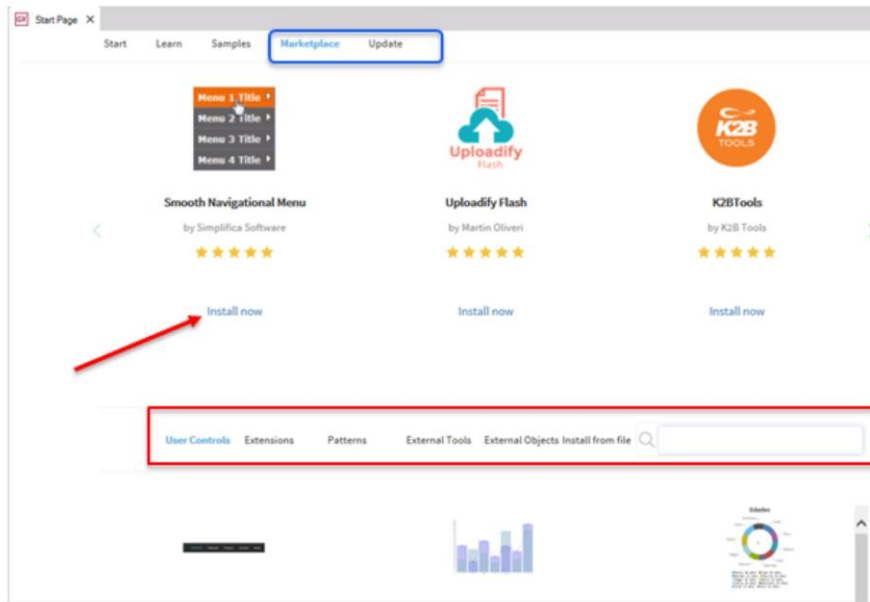 GX Start Page X
Start Learn Samples Marketplace Update
Menu 1 Title
Menu 2 Title
Menu 3 Title
Menu 4 Title
Uploadify
Flash
K2B
TOOLS
Smooth Navigational Menu Uploadify Flash K2BTools
by Simplifica Software by Martin Oliveri by K2B Tools
Install now Install now Install now
User Controls Extensions Patterns External Tools External Objects Install from file
Edades